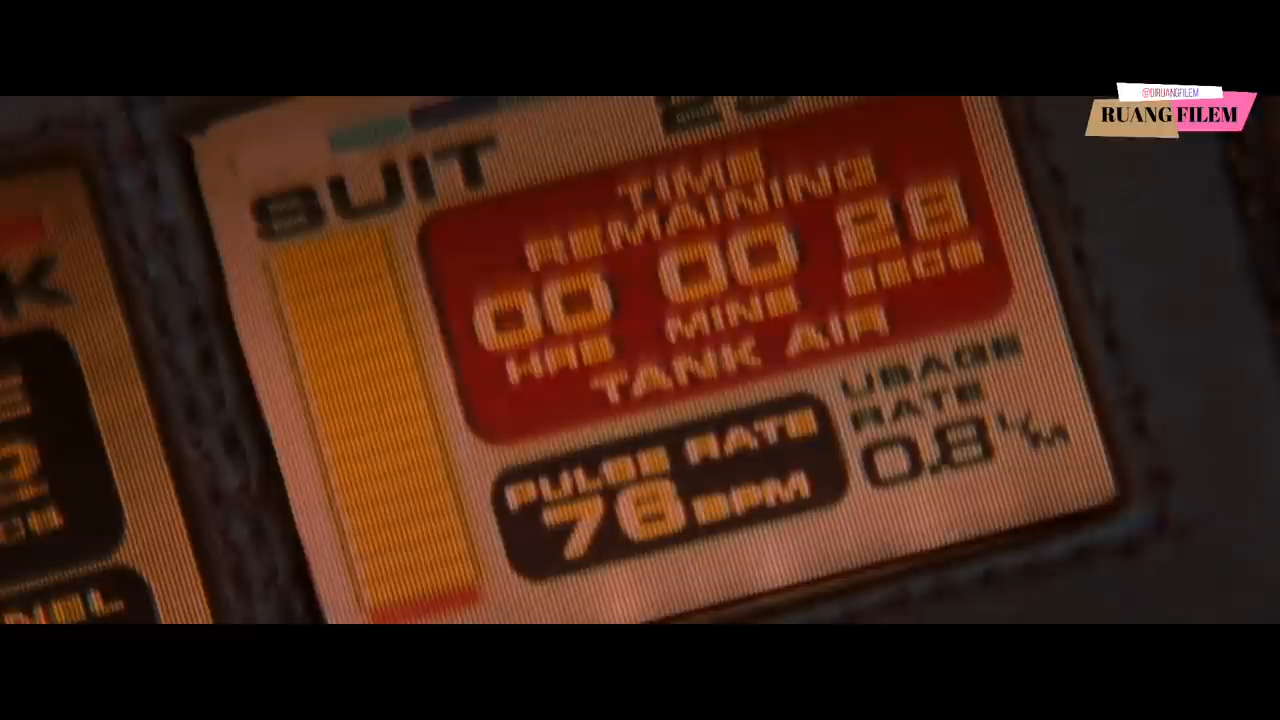 @DIRUANGFILEM
RUANG FILEM
SUIT
TIME
REMAINING
00 00 28
HRS MINS SECS
TANK AIR
USAGE
RATE
0.8 L/M
PULSE RATE
78 BPM
K